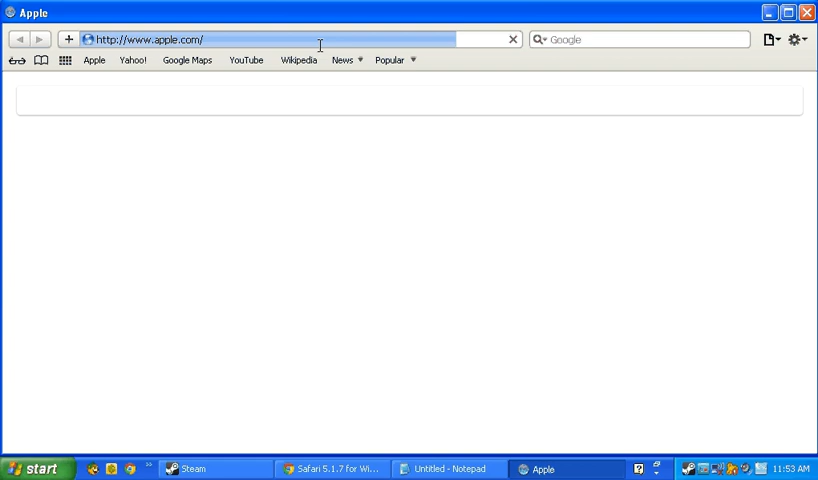 Apple
http://www.apple.com/
Google
Apple Yahoo! Google Maps YouTube Wikipedia News Popular
start Steam Safari 5.1.7 for Wi... Untitled - Notepad Apple 11:53 AM